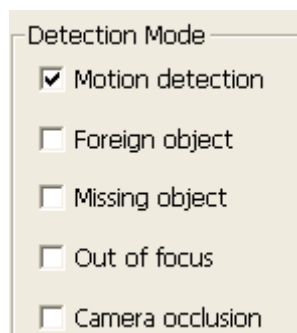 Detection Mode
Motion detection
Foreign object
Missing object
Out of focus
Camera occlusion